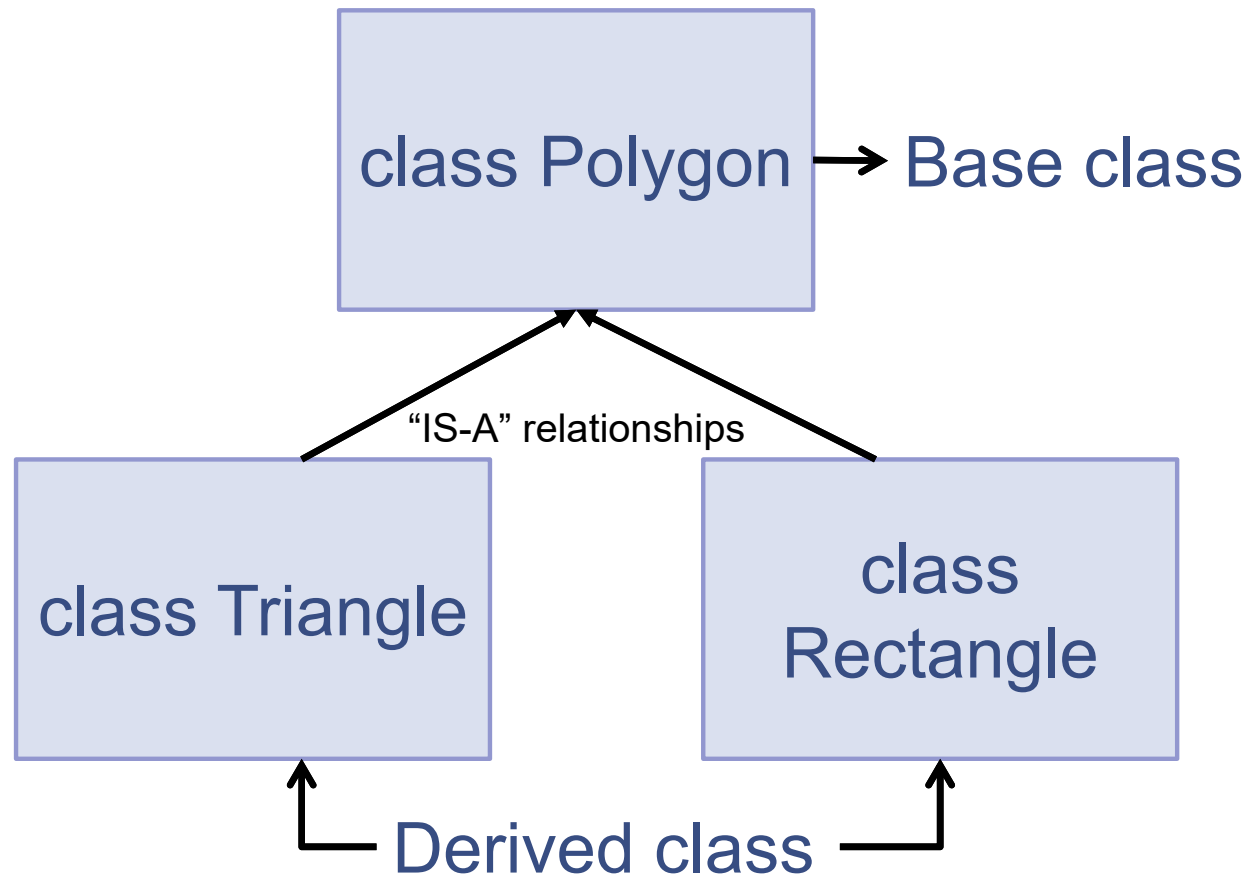 class Polygon
Base class
“IS-A” relationships
class Triangle
class
Rectangle
Derived class